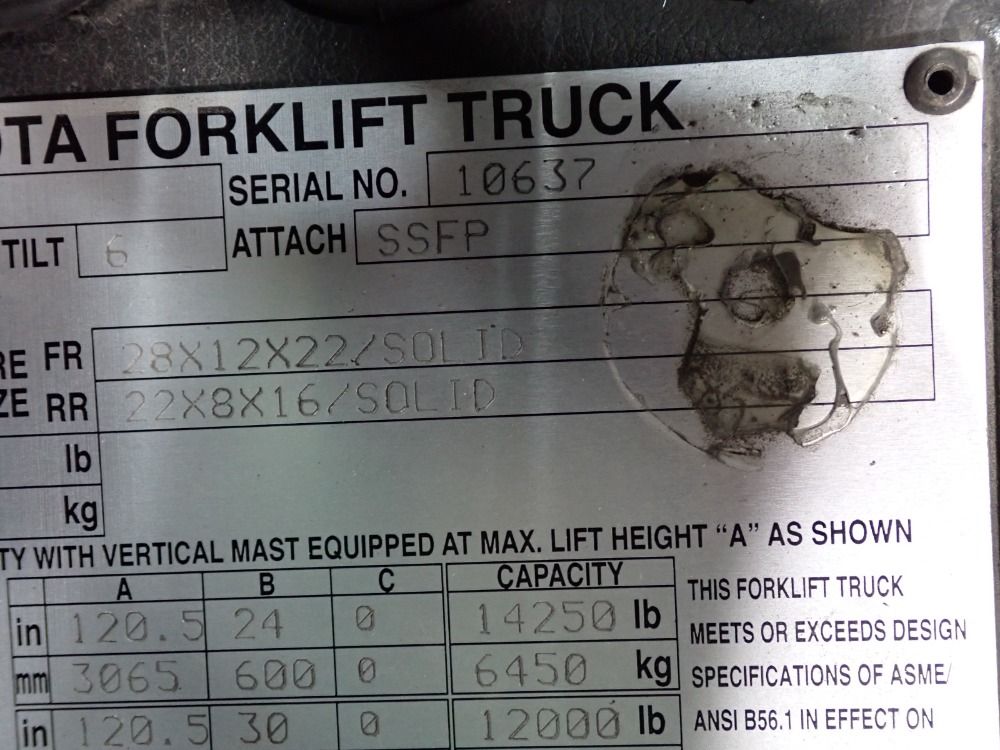 OTA FORKLIFT TRUCK
SERIAL NO. 10637
TILT 6 ATTACH SSFP
RE FR 28X12X22/SOLID
ZE RR 22X8X16/SOLID
lb
kg
TY WITH VERTICAL MAST EQUIPPED AT MAX. LIFT HEIGHT “A” AS SHOWN
A B C CAPACITY
in 120.5 24 0 14250 lb
mm 3065 600 0 6450 kg
in 120.5 30 0 12000 lb
THIS FORKLIFT TRUCK
MEETS OR EXCEEDS DESIGN
SPECIFICATIONS OF ASME/
ANSI B56.1 IN EFFECT ON